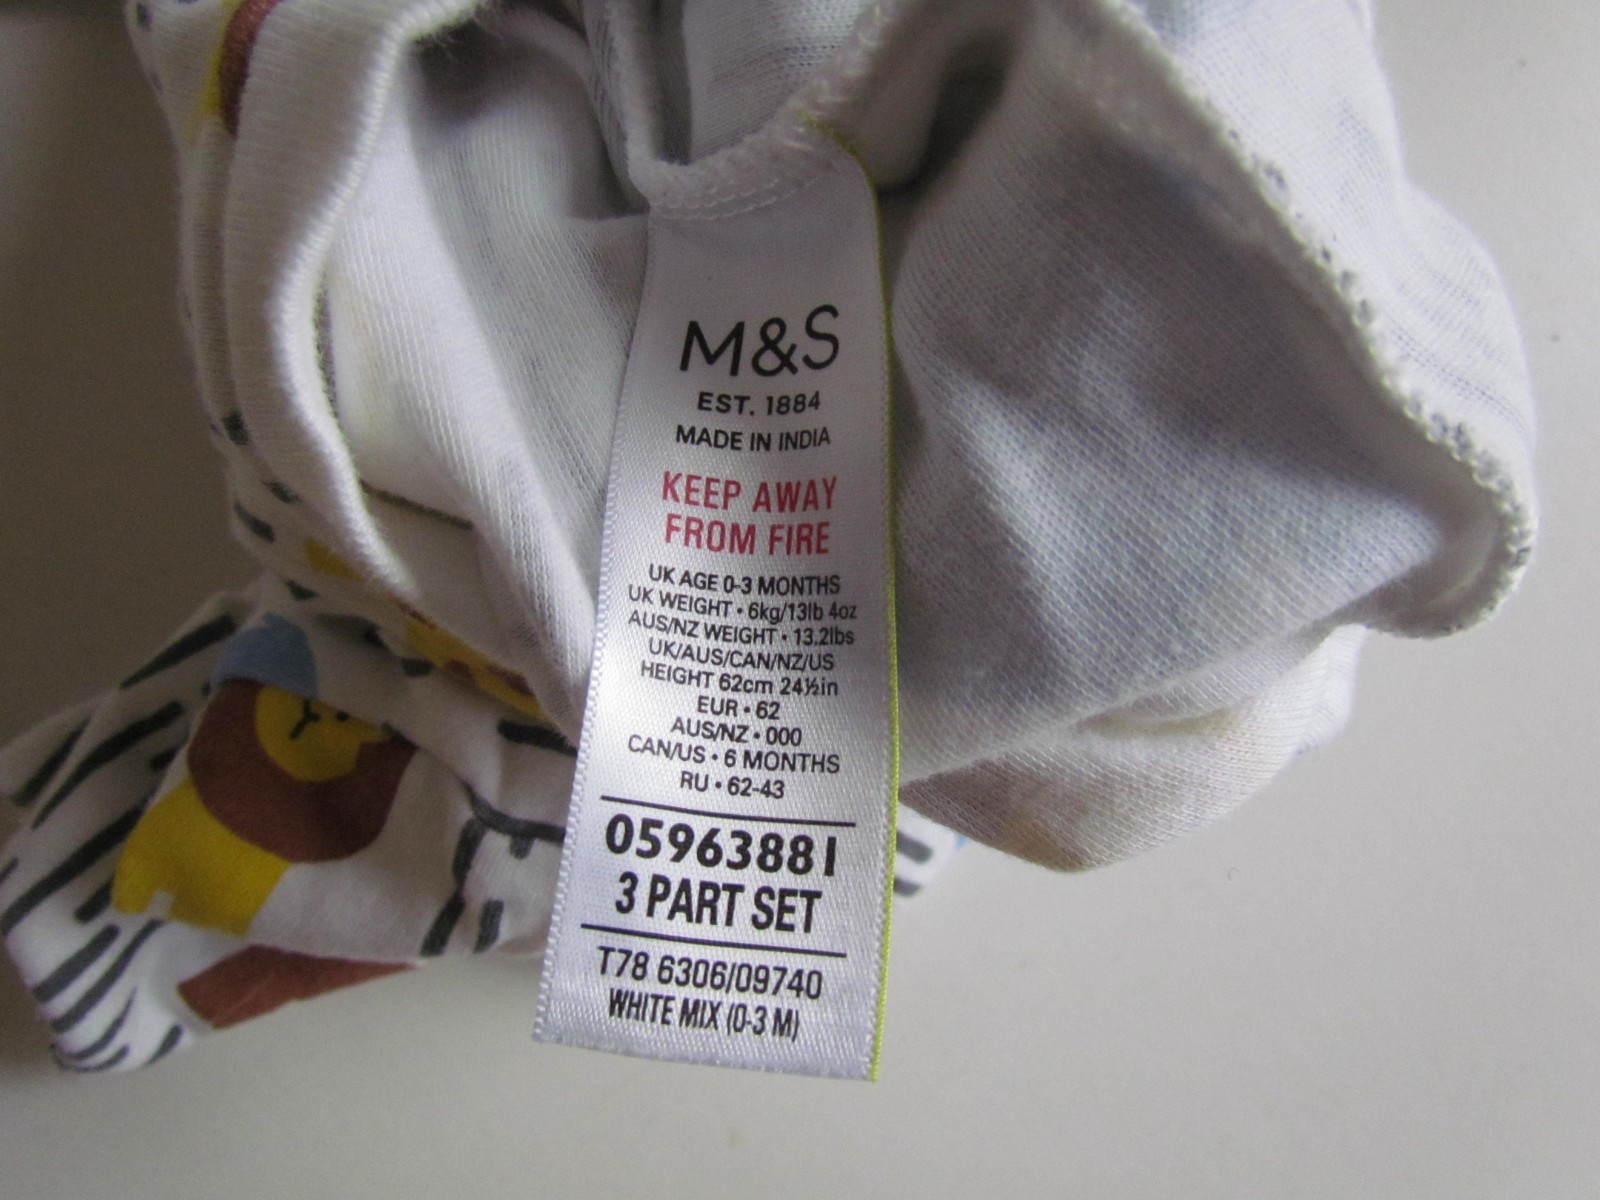 M&S
EST. 1884
MADE IN INDIA
KEEP AWAY
FROM FIRE
UK AGE 0-3 MONTHS
UK WEIGHT • 6kg/13lb 4oz
AUS/NZ WEIGHT • 13.2lbs
UK/AUS/CAN/NZ/US
HEIGHT 62cm 24½in
EUR • 62
AUS/NZ • 000
CAN/US • 6 MONTHS
RU • 62-43
05963881
3 PART SET
T78 6306/09740
WHITE MIX (0-3 M)